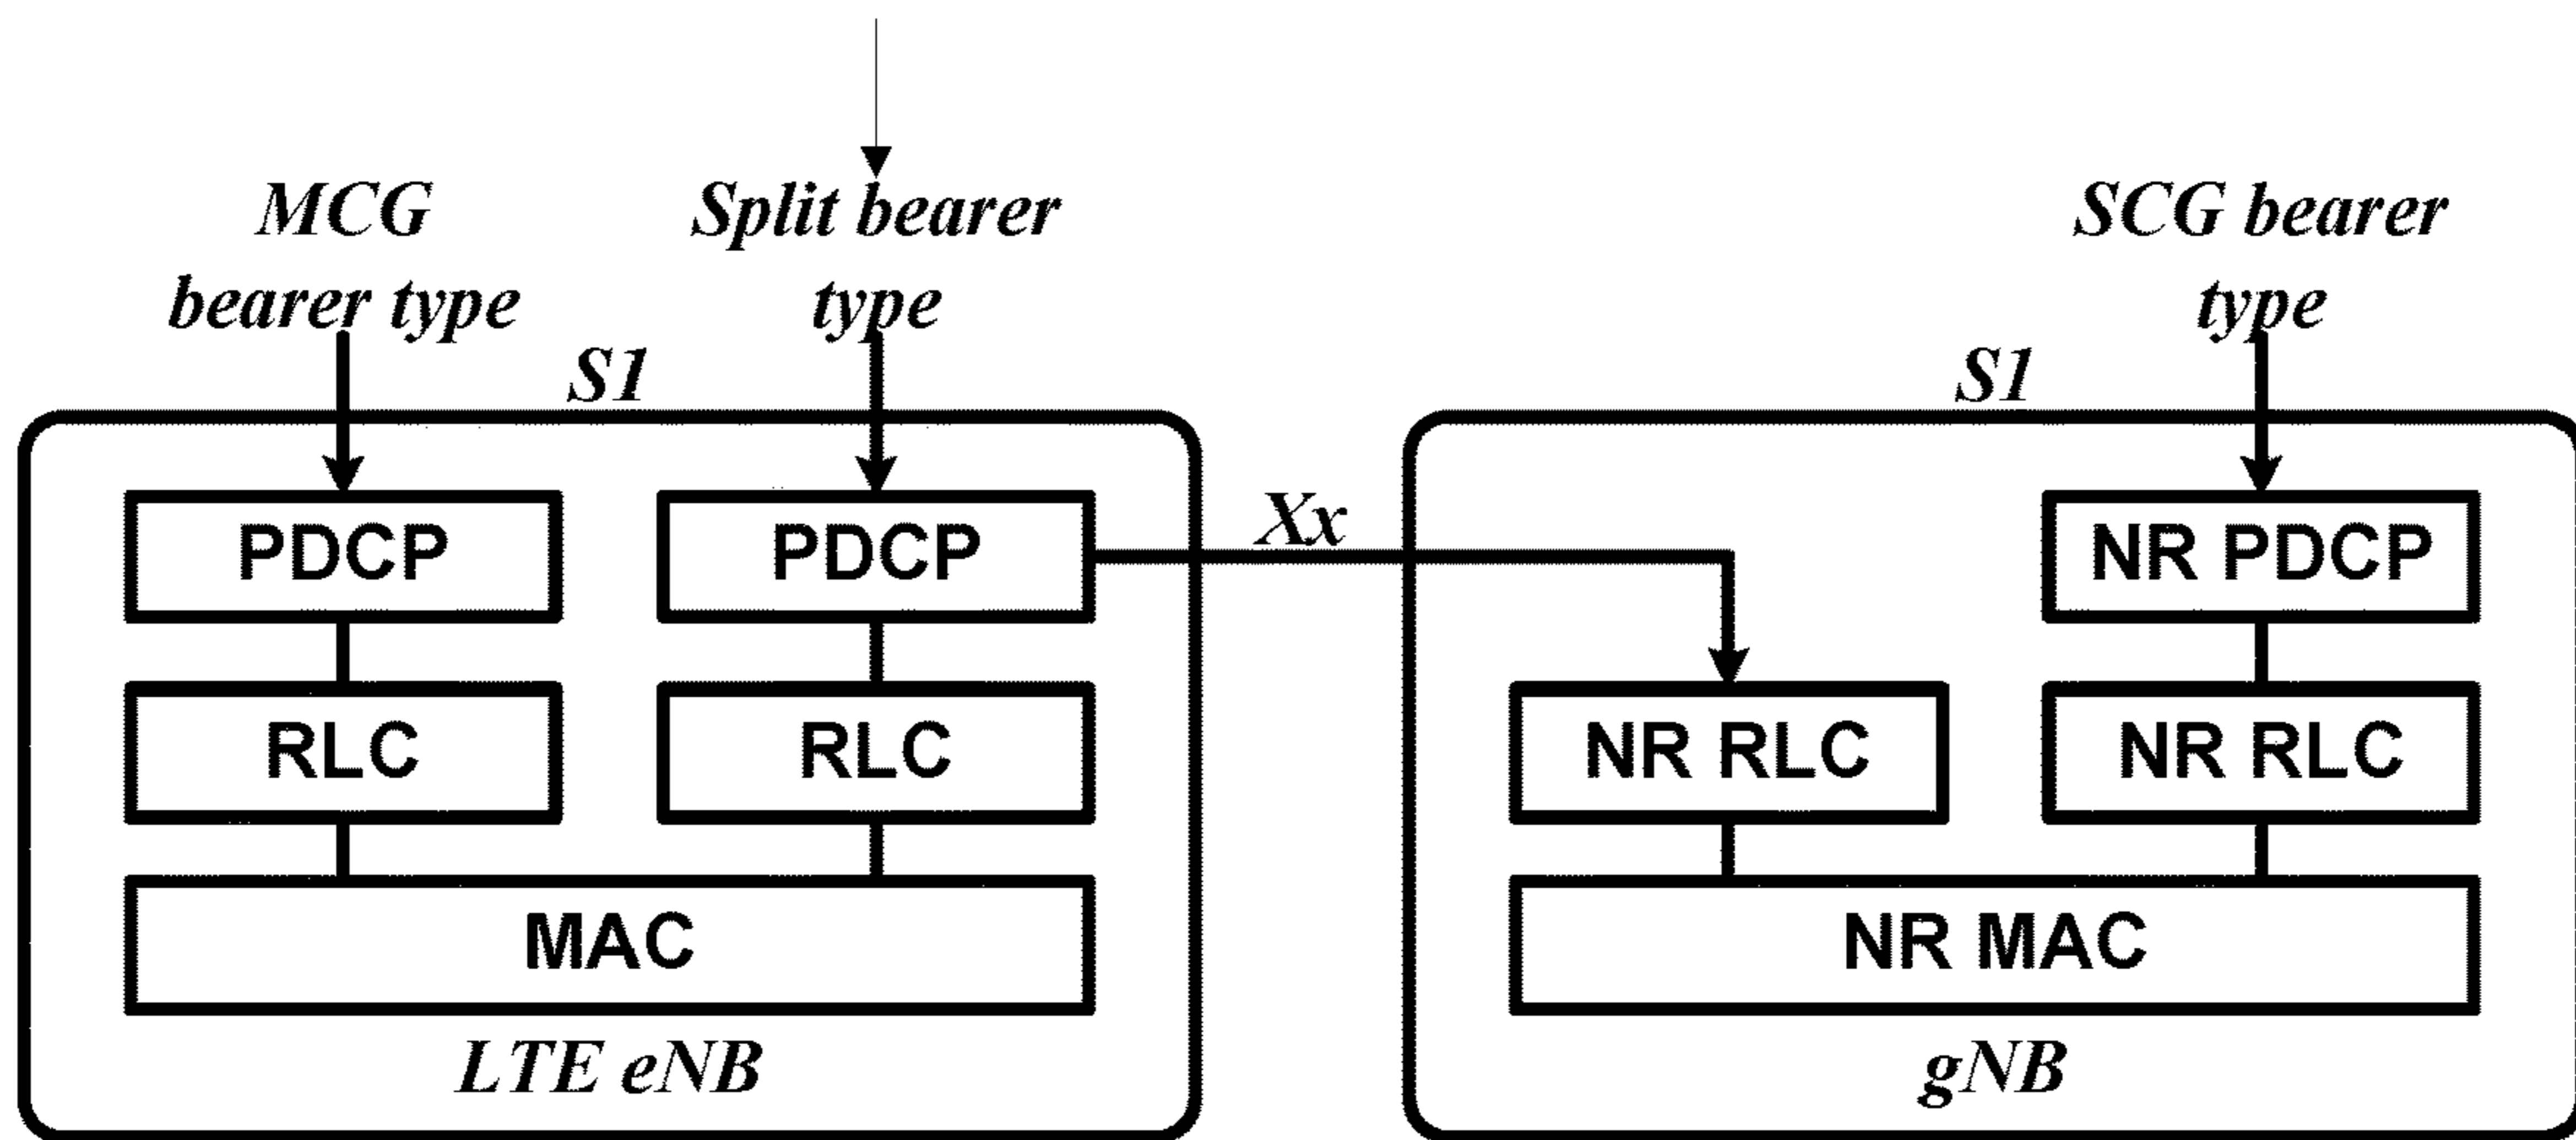 MCG
bearer type
Split bearer
type
SCG bearer
type
S1
S1
PDCP
PDCP
Xx
NR PDCP
RLC
RLC
NR RLC
NR RLC
MAC
NR MAC
LTE eNB
gNB